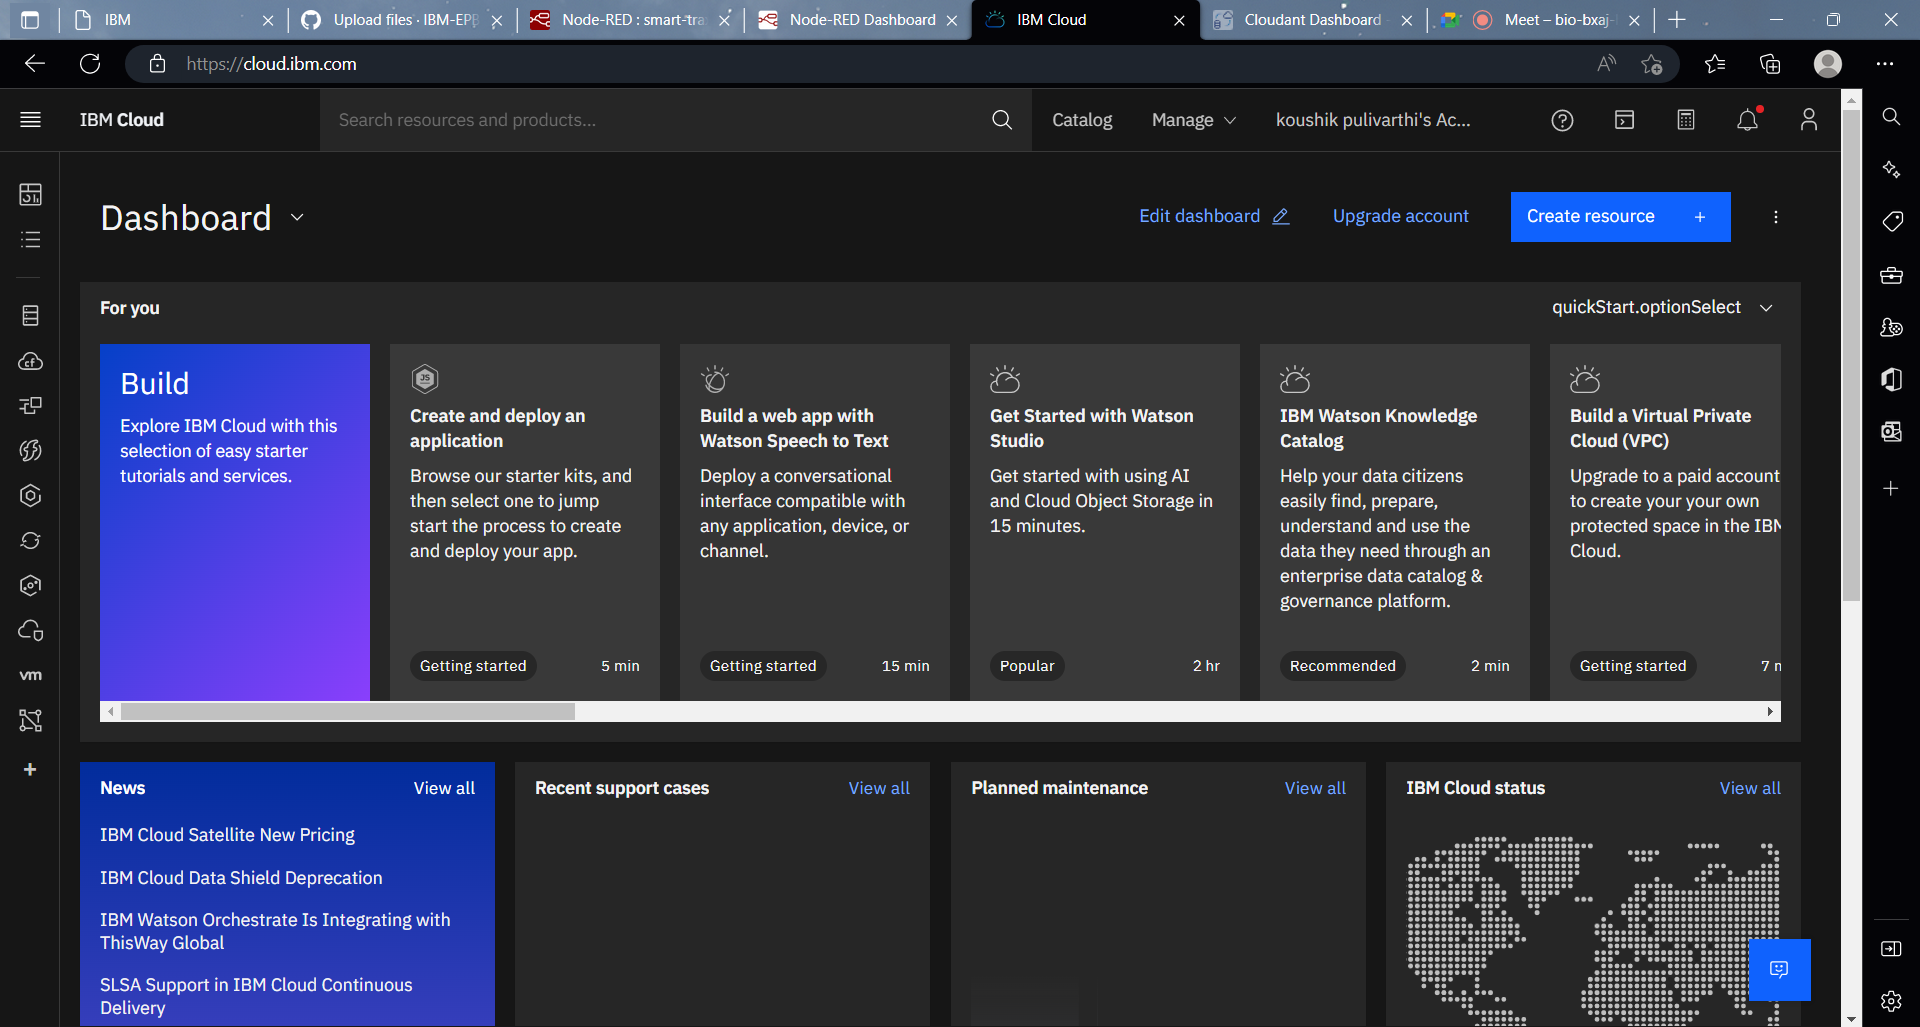 IBM
Upload files · IBM-EPB
Node-RED : smart-tra
Node-RED Dashboard
IBM Cloud
Cloudant Dashboard
Meet – bio-bxaj-
https://cloud.ibm.com
IBM Cloud
Search resources and products...
Catalog
Manage
koushik pulivarthi's Ac...
Dashboard
Edit dashboard
Upgrade account
Create resource +
For you
quickStart.optionSelect
Build
Explore IBM Cloud with this
selection of easy starter
tutorials and services.
JS
Create and deploy an
application
Browse our starter kits, and
then select one to jump
start the process to create
and deploy your app.
Getting started
5 min
Build a web app with
Watson Speech to Text
Deploy a conversational
interface compatible with
any application, device, or
channel.
Getting started
15 min
Get Started with Watson
Studio
Get started with using AI
and Cloud Object Storage in
15 minutes.
Popular
2 hr
IBM Watson Knowledge
Catalog
Help your data citizens
easily find, prepare,
understand and use the
data they need through an
enterprise data catalog &
governance platform.
Recommended
2 min
Build a Virtual Private
Cloud (VPC)
Upgrade to a paid account
to create your your own
protected space in the IBM
Cloud.
Getting started
7 m
cf
vm
News
View all
IBM Cloud Satellite New Pricing
IBM Cloud Data Shield Deprecation
IBM Watson Orchestrate Is Integrating with
ThisWay Global
SLSA Support in IBM Cloud Continuous
Delivery
Recent support cases
View all
Planned maintenance
View all
IBM Cloud status
View all